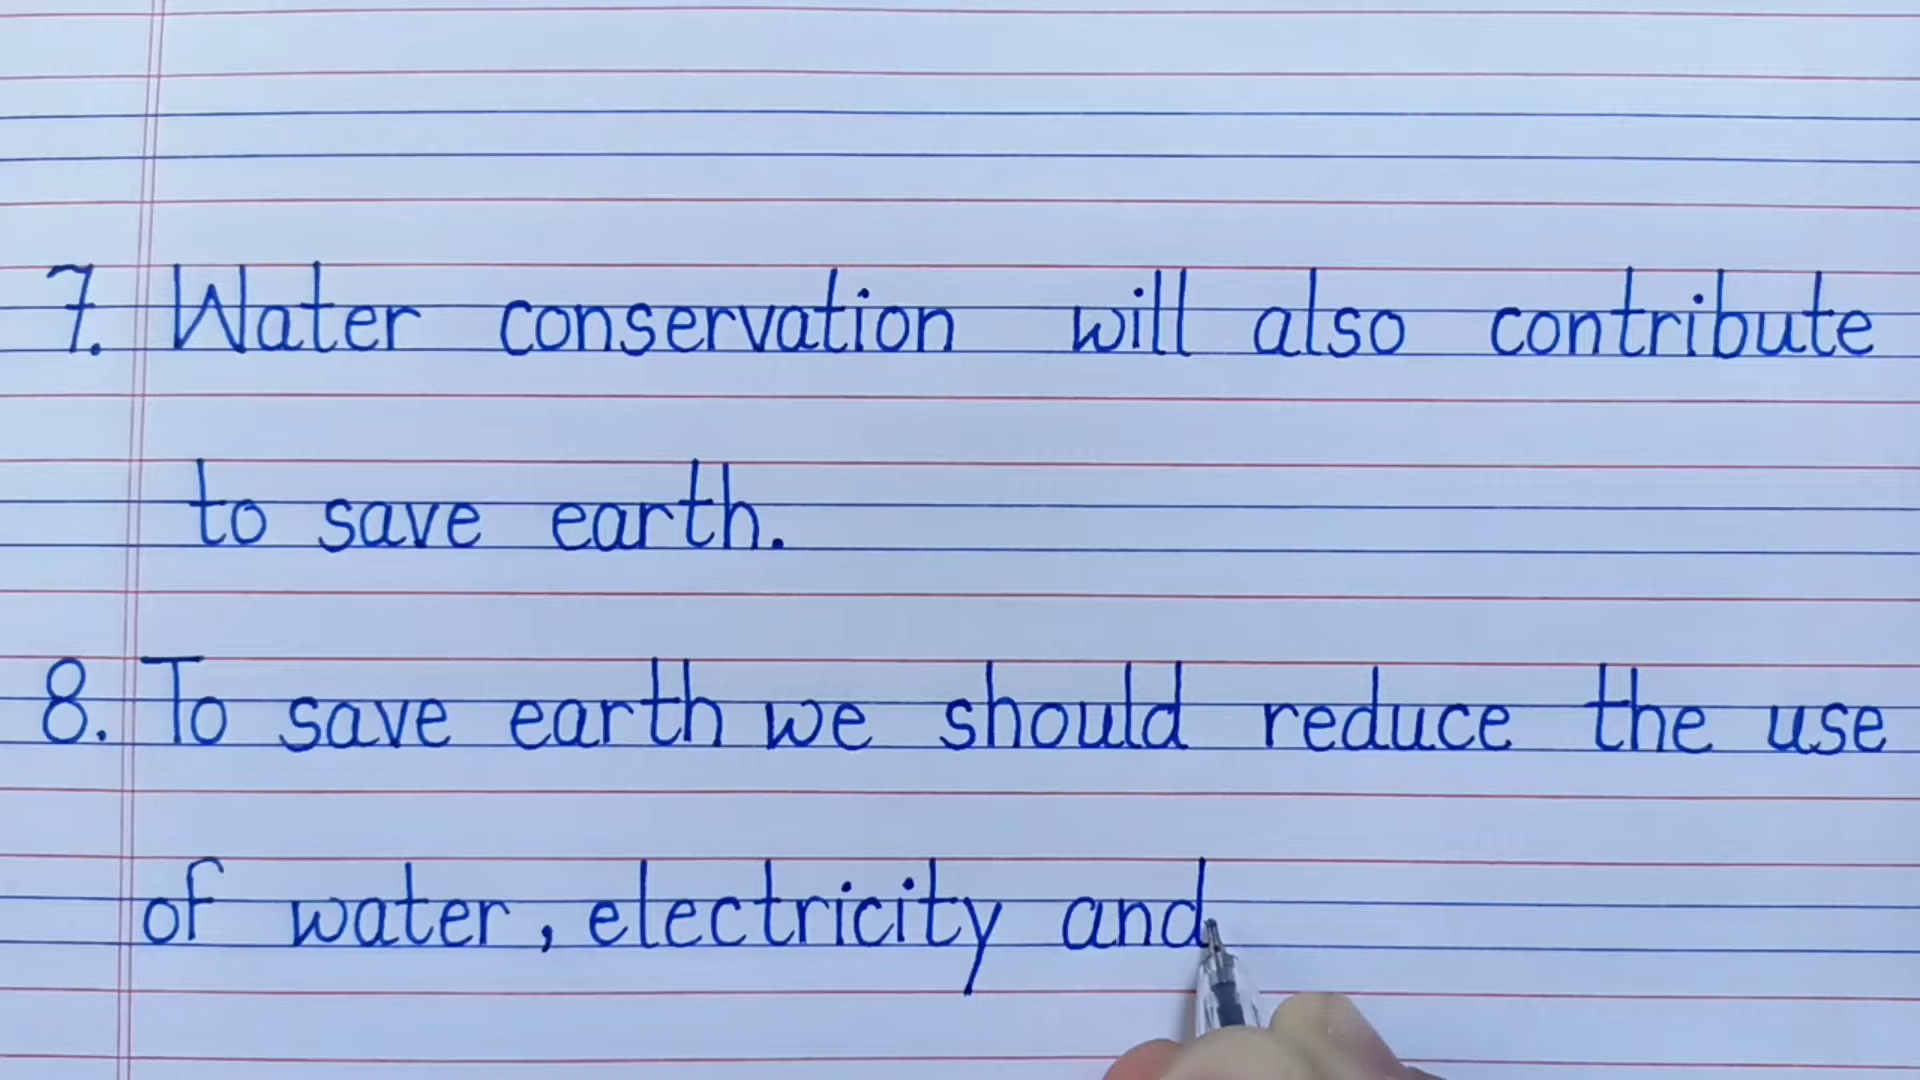 7. Water conservation will also contribute
to save earth.
8. To save earth we should reduce the use
of water, electricity and